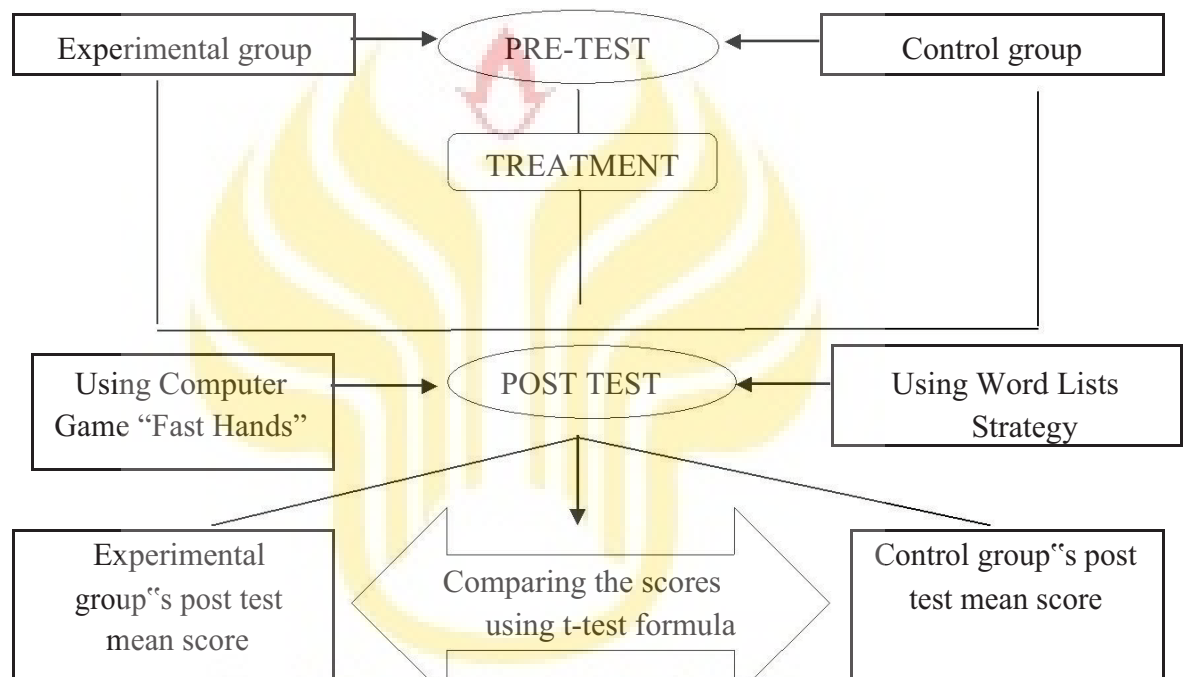 Experimental group
PRE-TEST
Control group
TREATMENT
Using Computer
Game “Fast Hands”
POST TEST
Using Word Lists
Strategy
Experimental
group‟s post test
mean score
Comparing the scores
using t-test formula
Control group‟s post
test mean score